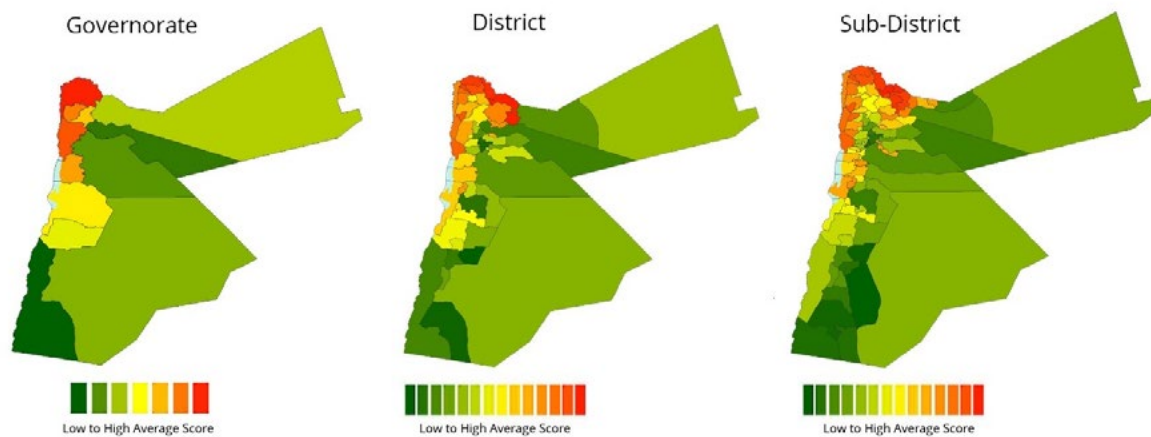 Governorate
District
Sub-District
Low to High Average Score
Low to High Average Score
Low to High Average Score